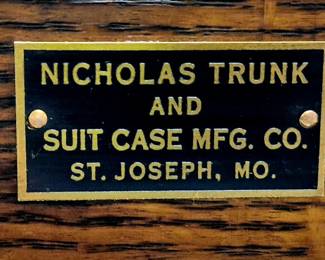 NICHOLAS TRUNK
AND
SUIT CASE MFG. CO.
ST. JOSEPH, MO.